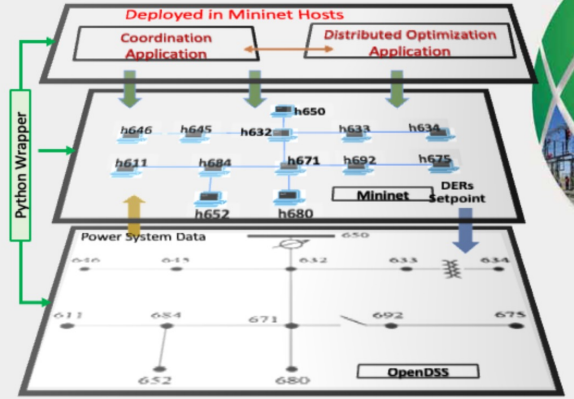 Deployed in Mininet Hosts
Coordination
Application
Distributed Optimization
Application
Python Wrapper
h650
h646
h645
h632
h633
h634
h611
h684
h671
h692
h675
Mininet
DERs
Setpoint
h652
h680
Power System Data
650
646
645
632
633
634
611
684
671
692
675
652
680
OpenDSS